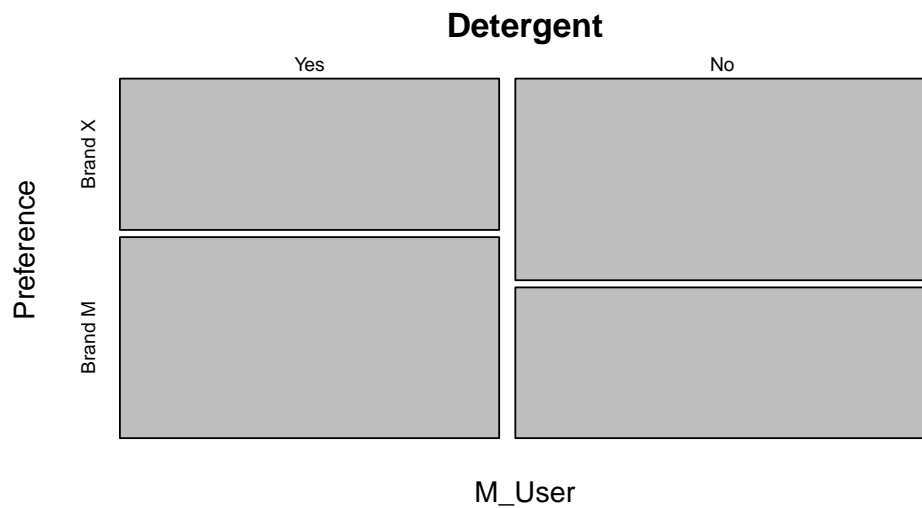 Detergent
Yes
No
Brand X
Brand M
Preference
M_User